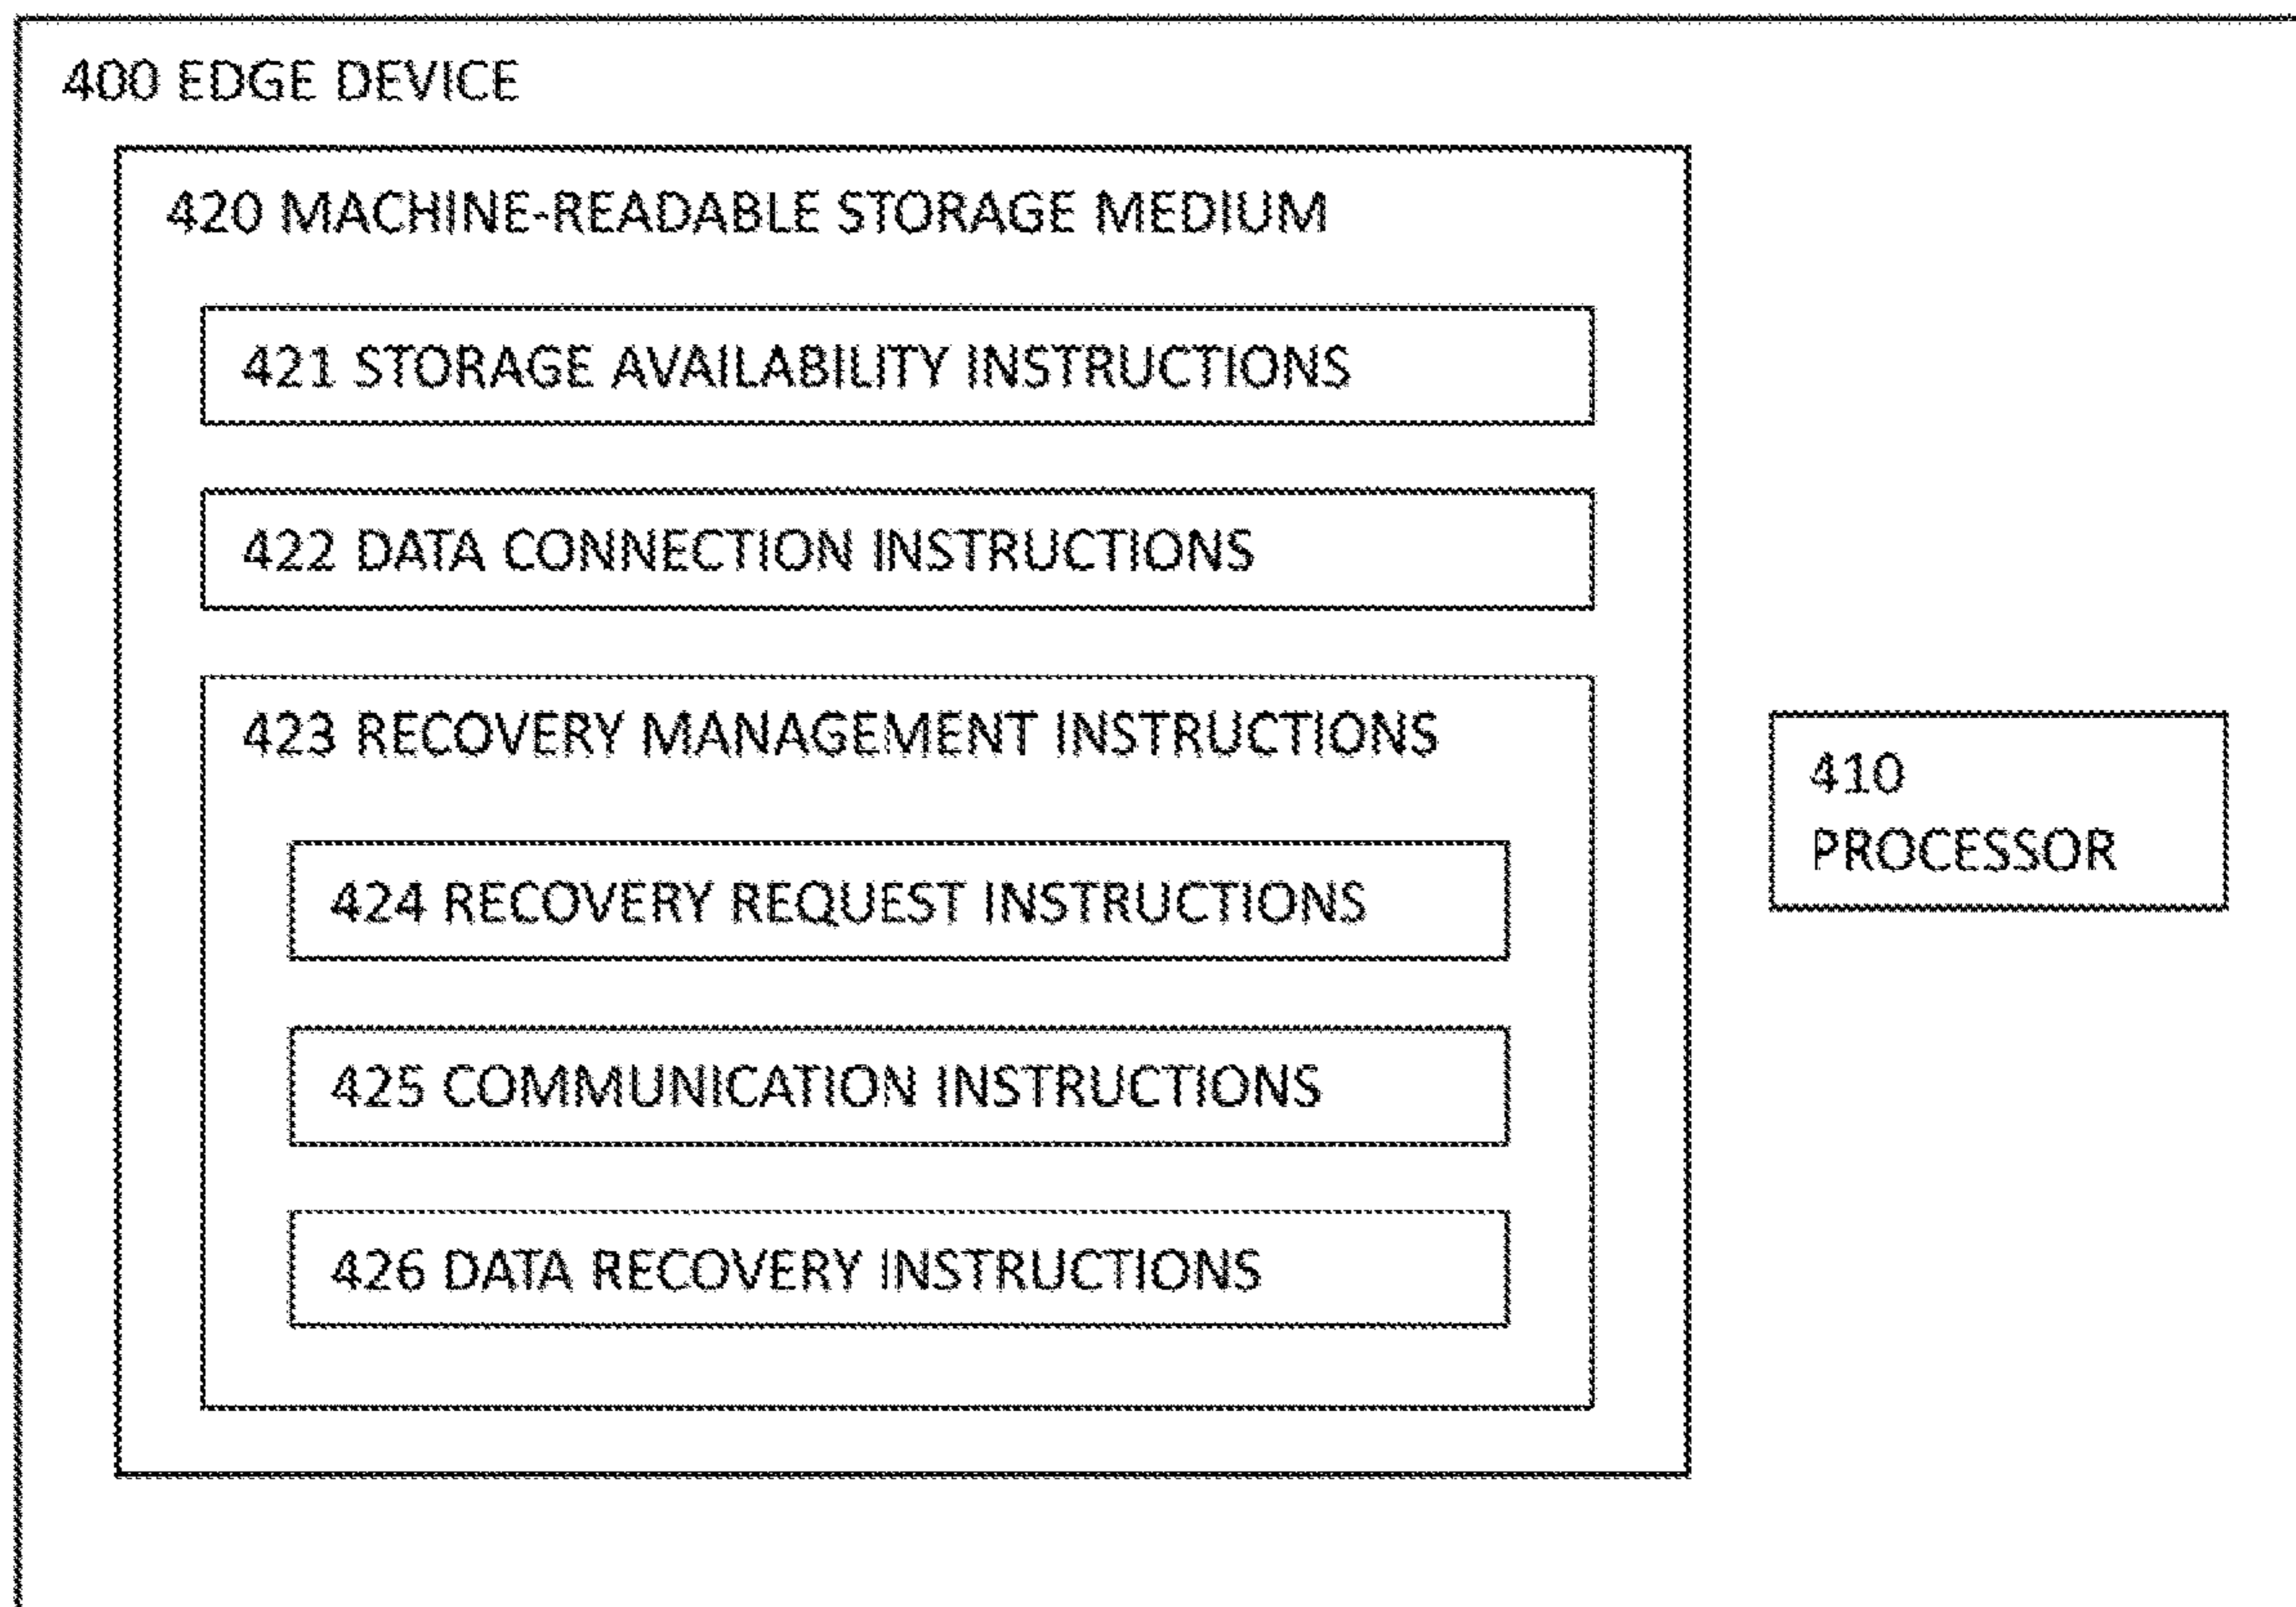 400 EDGE DEVICE
420 MACHINE-READABLE STORAGE MEDIUM
421 STORAGE AVAILABILITY INSTRUCTIONS
422 DATA CONNECTION INSTRUCTIONS
423 RECOVERY MANAGEMENT INSTRUCTIONS
424 RECOVERY REQUEST INSTRUCTIONS
425 COMMUNICATION INSTRUCTIONS
426 DATA RECOVERY INSTRUCTIONS
410
PROCESSOR